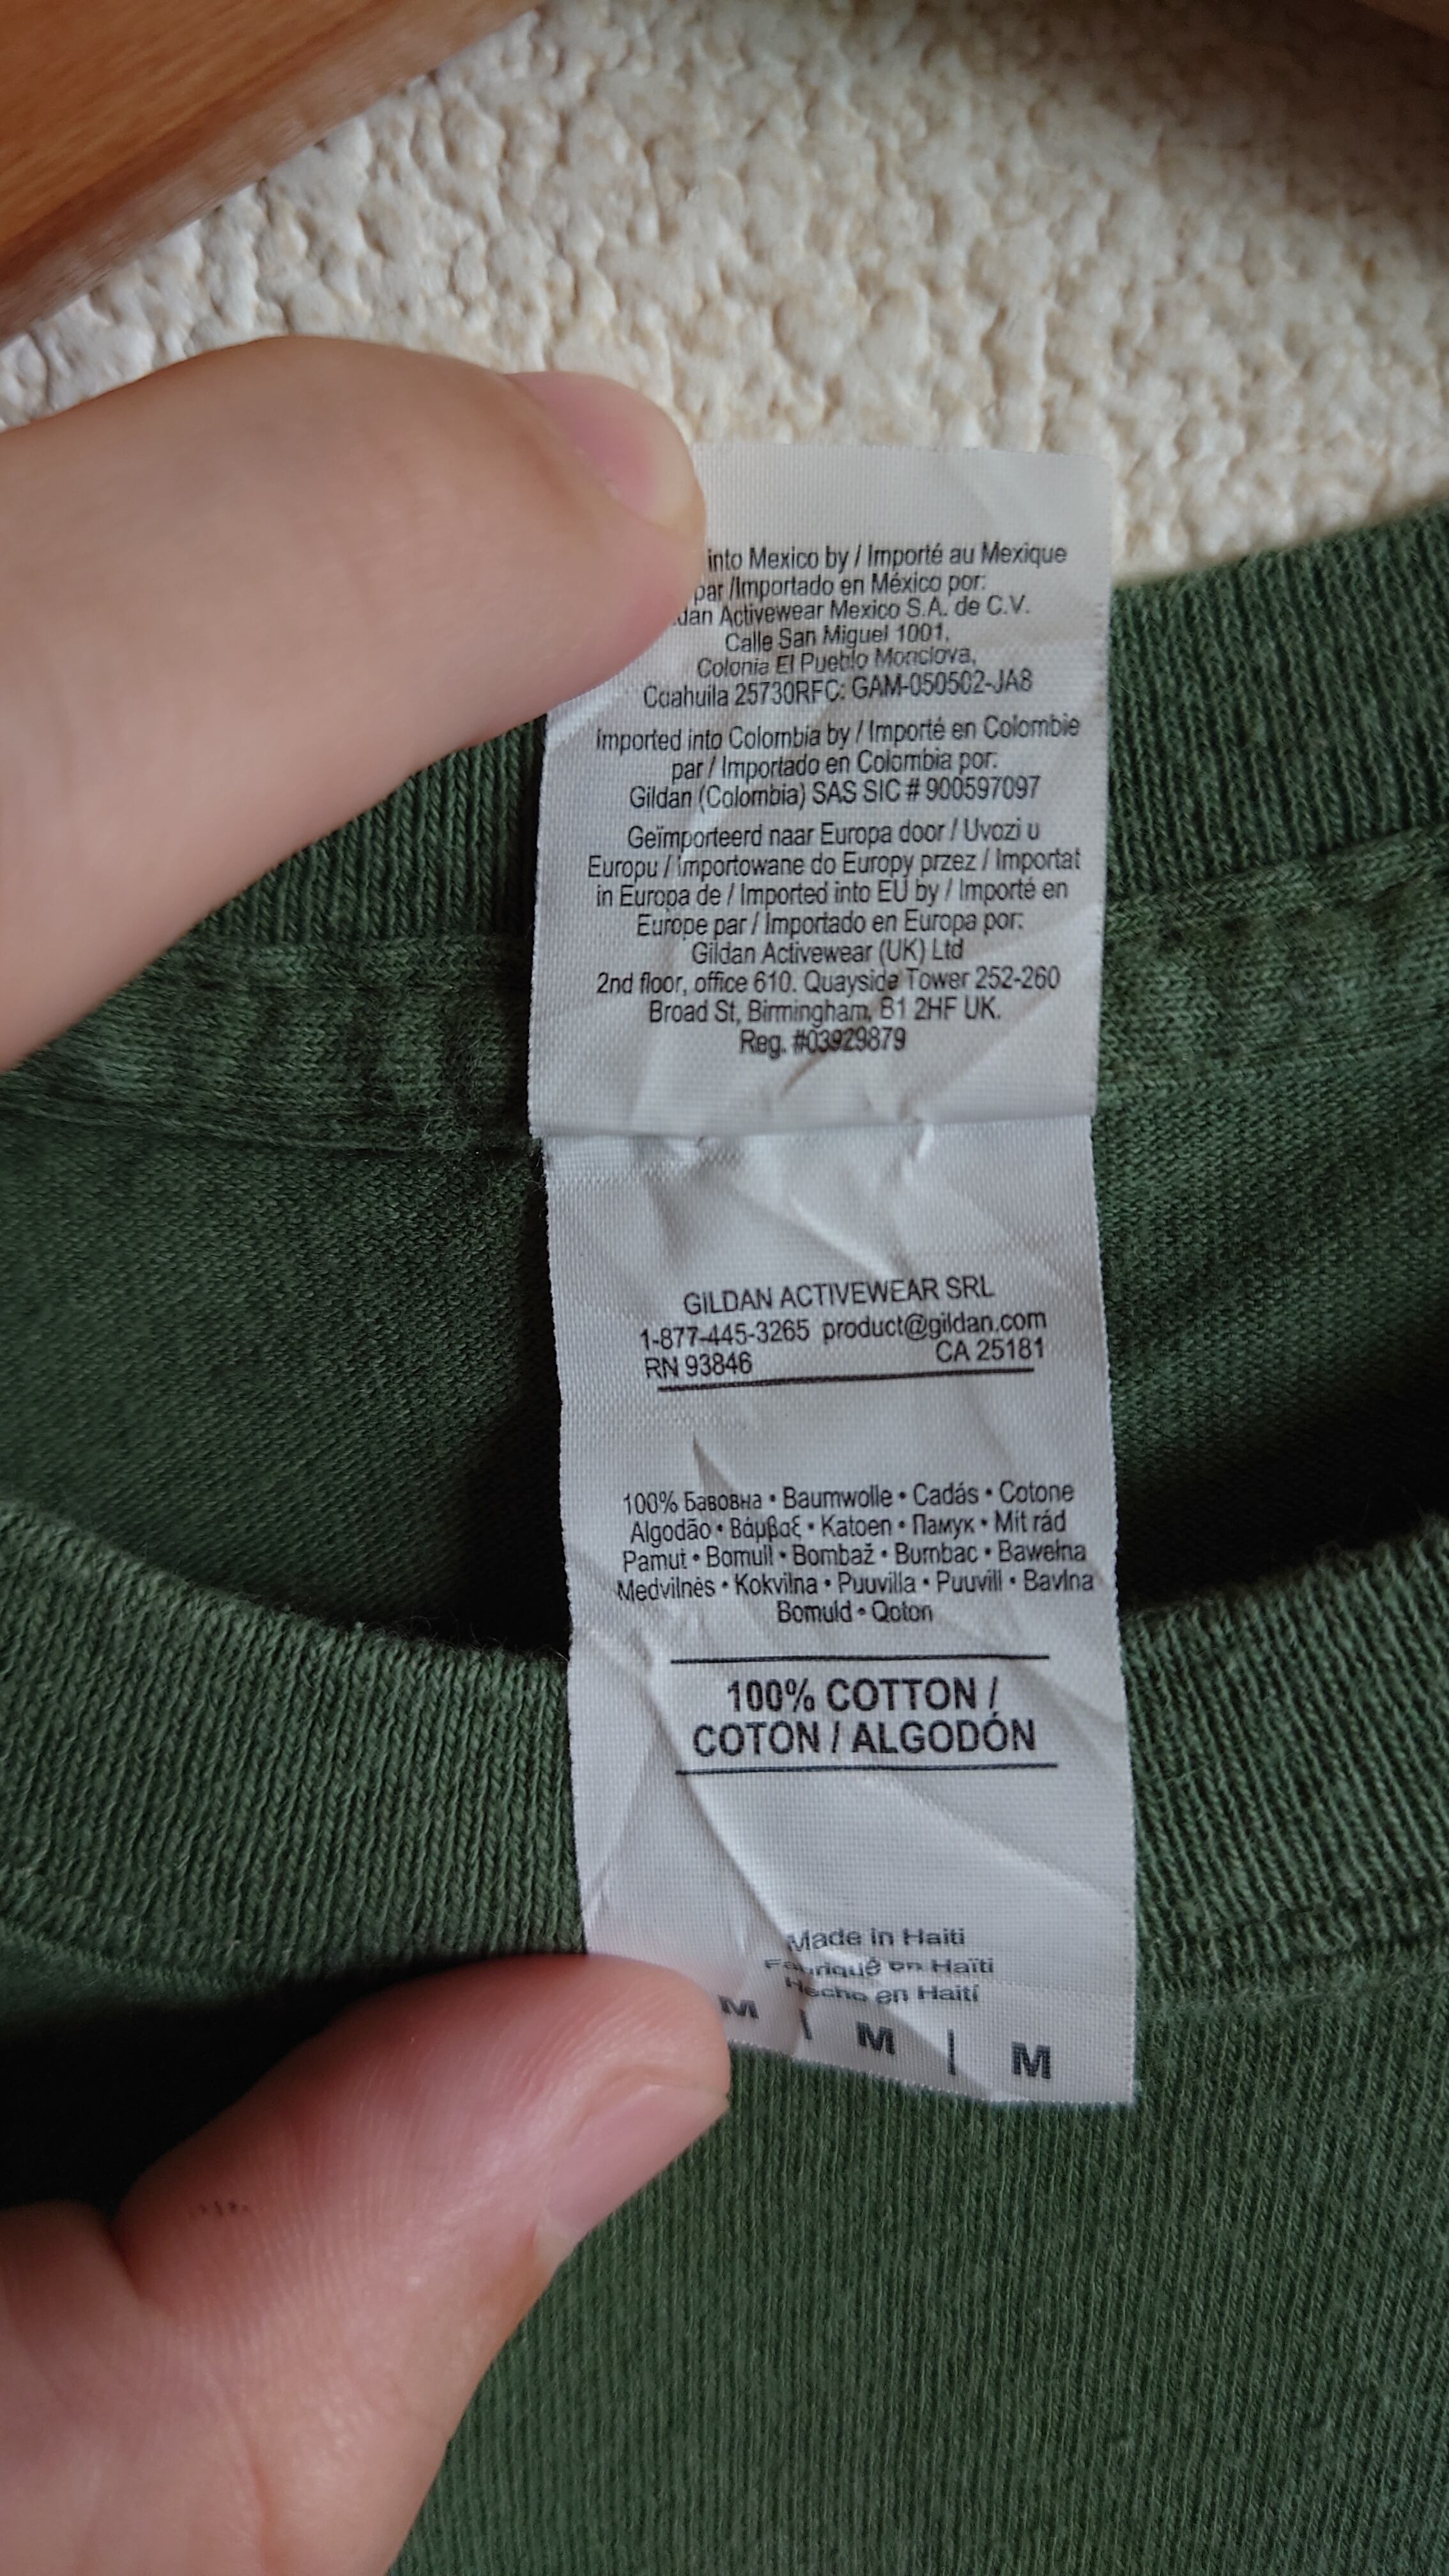 into Mexico by / Importé au Mexique
par /Importado en México por:
Activewear Mexico S.A. de C.V.
Calle San Miguel 1001,
Colonia El Pueblo Monclova,
Coahuila 25730RFC: GAM-050502-JA8
Imported into Colombia by / Importé en Colombie
par / Importado en Colombia por:
Gildan (Colombia) SAS SIC # 900597097
Geïmporteerd naar Europa door / Uvozi u
Europu / importowane do Europy przez / Importat
in Europa de / Imported into EU by / Importé en
Europe par / Importado en Europa por:
Gildan Activewear (UK) Ltd
2nd floor, office 610. Quayside Tower 252-260
Broad St, Birmingham, B1 2HF UK.
Reg. #03929879
GILDAN ACTIVEWEAR SRL
1-877-445-3265 product@gildan.com
RN 93846 CA 25181
100% Бавовна • Baumwolle • Cadás • Cotone
Algodão • Βάμβαξ • Katoen • Памук • Mit rád
Pamut • Bomull • Bombaž • Bumbac • Bawełna
Medvilnės • Kokvilna • Puuvilla • Puuvill • Bavlna
Bomuld • Qoton
100% COTTON /
COTON / ALGODÓN
Made in Haiti
Fabriqué en Haïti
Hecho en Haití
M | M | M